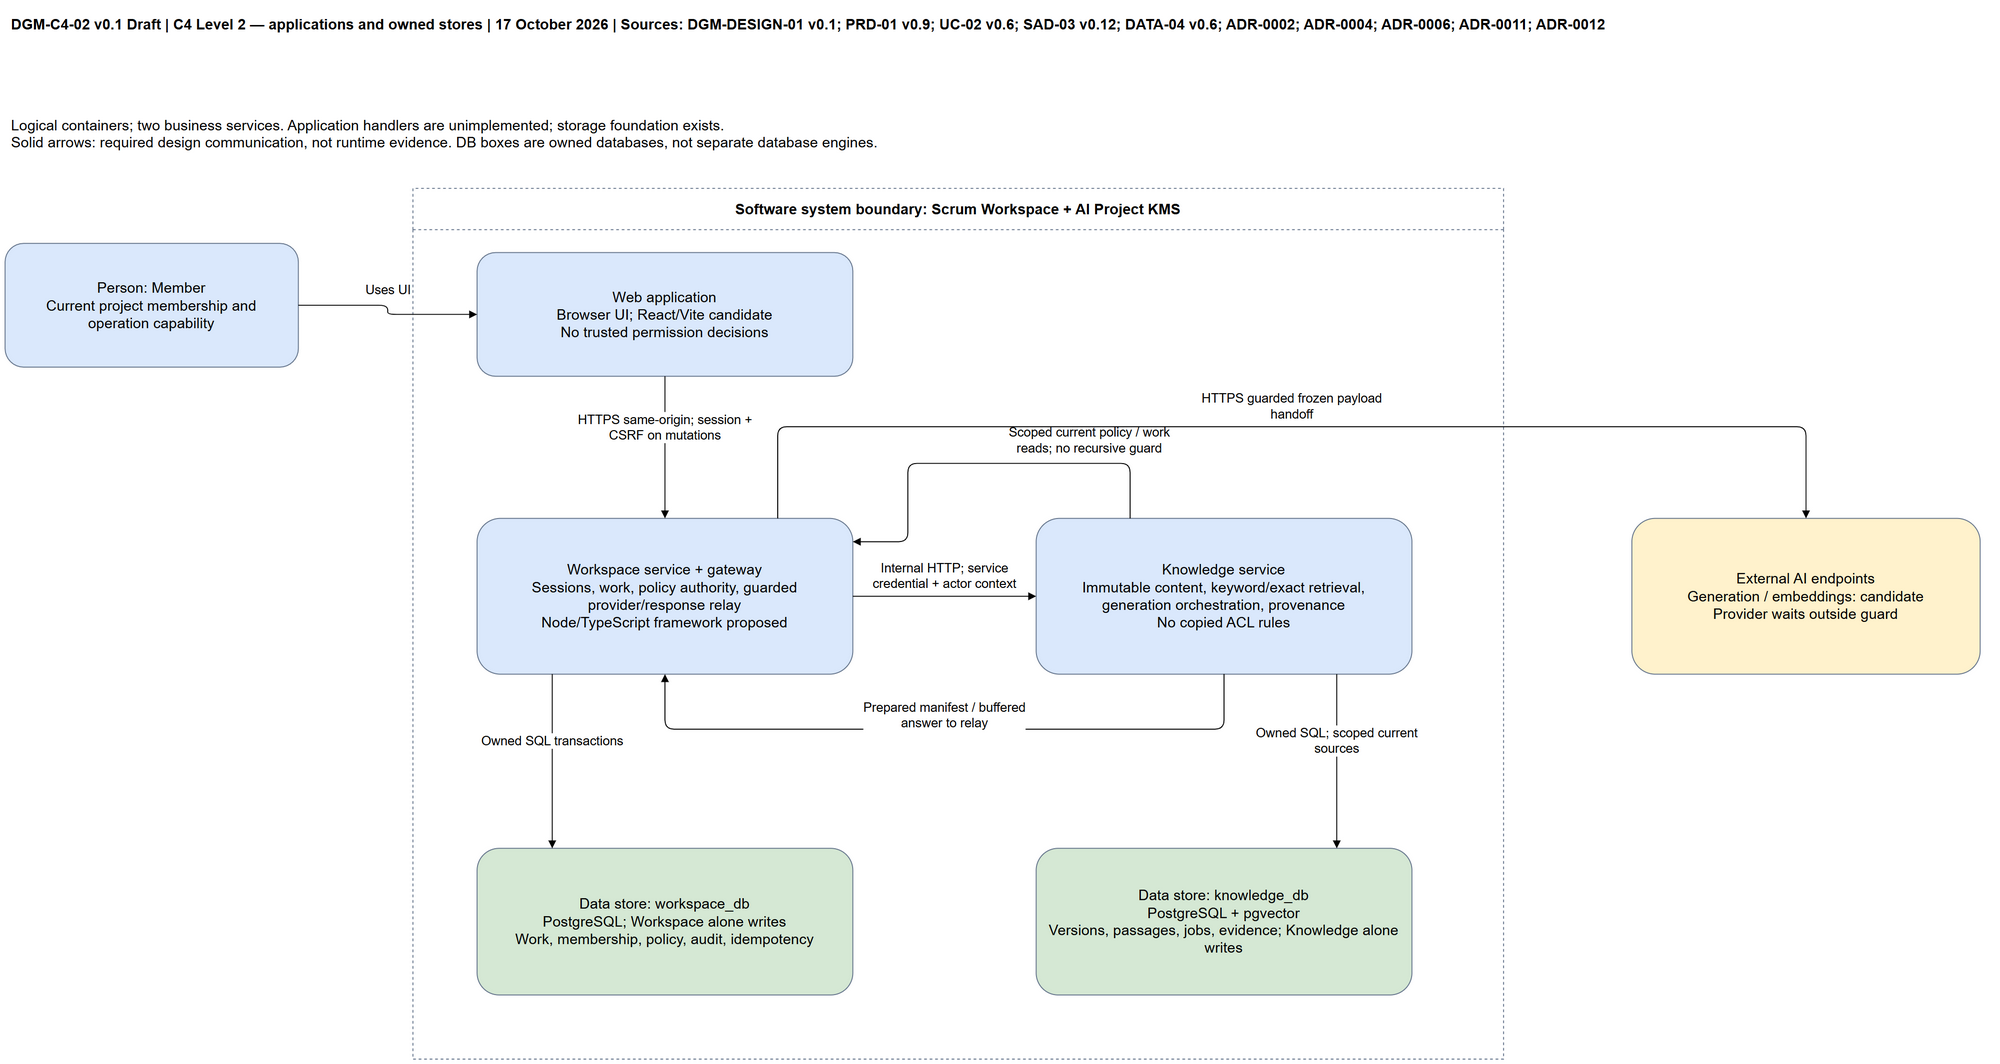 DGM-C4-02 v0.1 Draft | C4 Level 2 — applications and owned stores | 17 October 2026 | Sources: DGM-DESIGN-01 v0.1; PRD-01 v0.9; UC-02 v0.6; SAD-03 v0.12; DATA-04 v0.6; ADR-0002; ADR-0004; ADR-0006; ADR-0011; ADR-0012
Logical containers; two business services. Application handlers are unimplemented; storage foundation exists.
Solid arrows: required design communication, not runtime evidence. DB boxes are owned databases, not separate database engines.
Software system boundary: Scrum Workspace + AI Project KMS
Person: Member
Current project membership and
operation capability
Uses UI
Web application
Browser UI; React/Vite candidate
No trusted permission decisions
HTTPS same-origin; session +
CSRF on mutations
HTTPS guarded frozen payload
handoff
Scoped current policy / work
reads; no recursive guard
Workspace service + gateway
Sessions, work, policy authority, guarded
provider/response relay
Node/TypeScript framework proposed
Internal HTTP; service
credential + actor context
Knowledge service
Immutable content, keyword/exact retrieval,
generation orchestration, provenance
No copied ACL rules
External AI endpoints
Generation / embeddings: candidate
Provider waits outside guard
Prepared manifest / buffered
answer to relay
Owned SQL transactions
Owned SQL; scoped current
sources
Data store: workspace_db
PostgreSQL; Workspace alone writes
Work, membership, policy, audit, idempotency
Data store: knowledge_db
PostgreSQL + pgvector
Versions, passages, jobs, evidence; Knowledge alone
writes